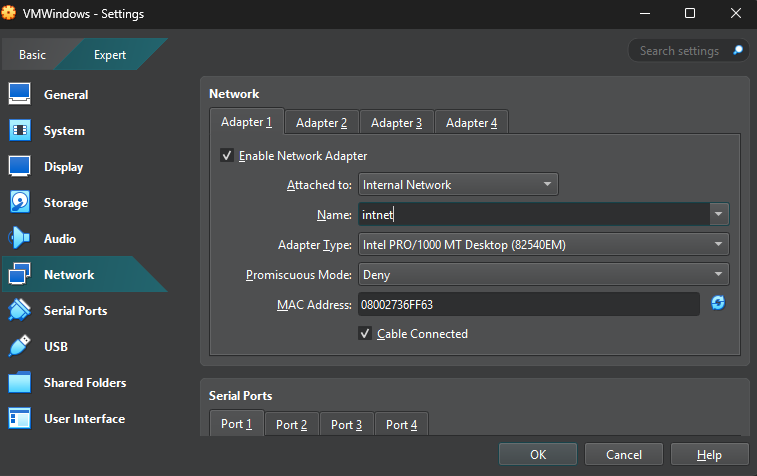 VMWindows - Settings
Basic
Expert
Search settings
General
System
Display
Storage
Audio
Network
Serial Ports
USB
Shared Folders
User Interface
Network
Adapter 1
Adapter 2
Adapter 3
Adapter 4
Enable Network Adapter
Attached to: Internal Network
Name: intnet
Adapter Type: Intel PRO/1000 MT Desktop (82540EM)
Promiscuous Mode: Deny
MAC Address: 08002736FF63
Cable Connected
Serial Ports
Port 1
Port 2
Port 3
Port 4
OK
Cancel
Help